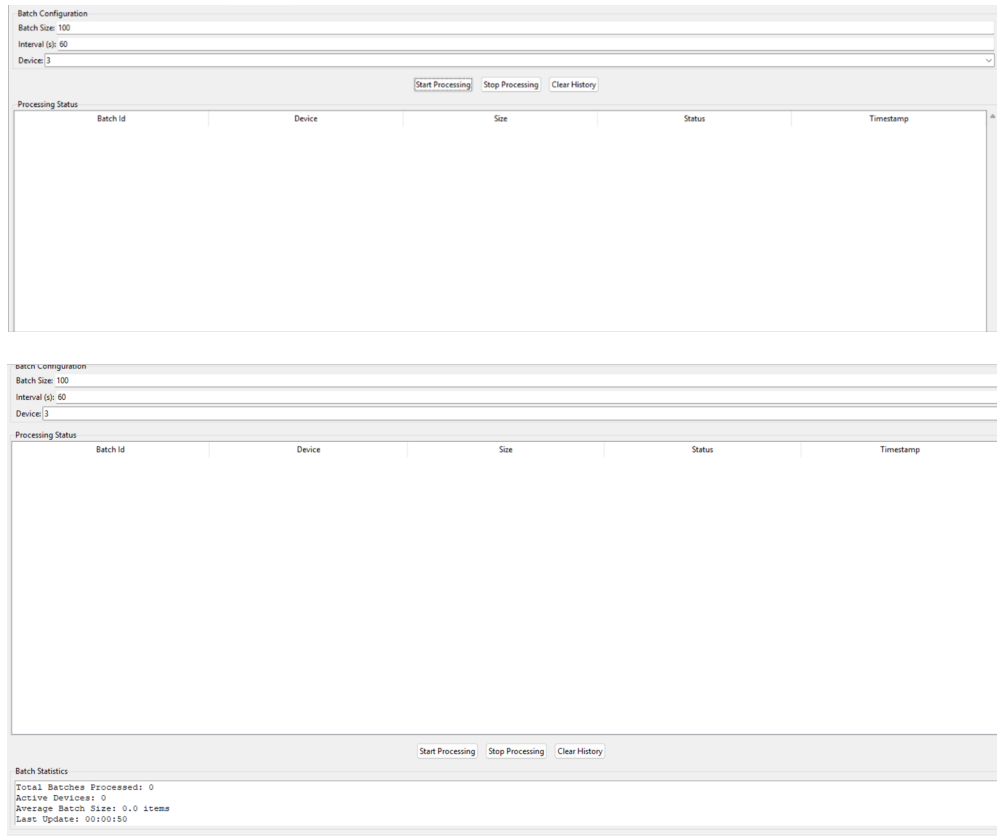 Batch Configuration
Batch Size: 100
Interval (s): 60
Device: 3
Start Processing Stop Processing Clear History
Processing Status
Batch Id Device Size Status Timestamp
Batch Configuration
Batch Size: 100
Interval (s): 60
Device: 3
Processing Status
Batch Id Device Size Status Timestamp
Start Processing Stop Processing Clear History
Batch Statistics
Total Batches Processed: 0
Active Devices: 0
Average Batch Size: 0.0 items
Last Update: 00:00:50